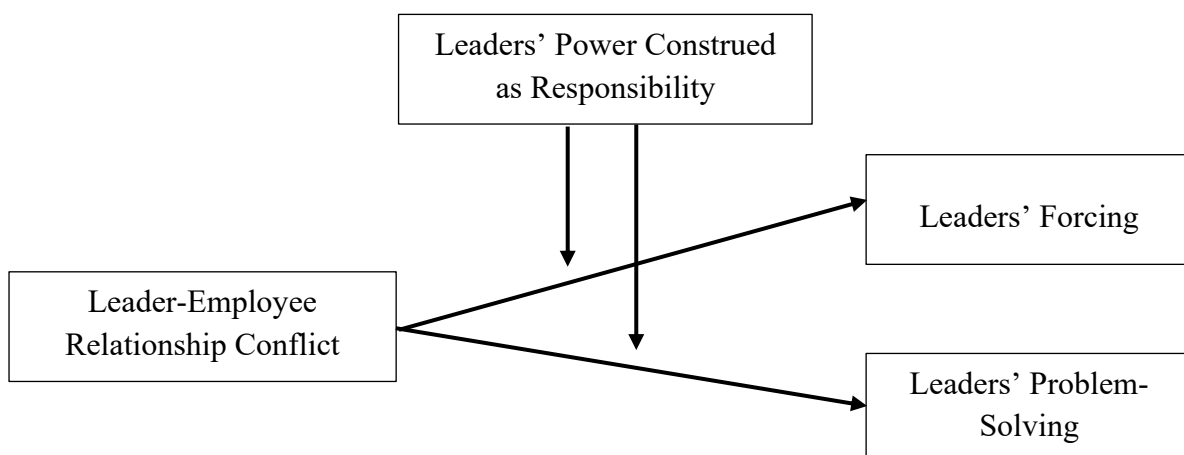 Leaders’ Power Construed
as Responsibility
Leaders’ Forcing
Leader-Employee
Relationship Conflict
Leaders’ Problem-
Solving